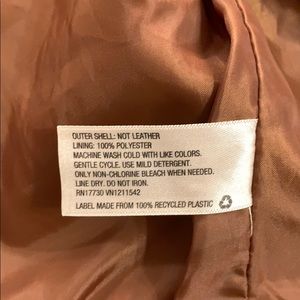 OUTER SHELL: NOT LEATHER
LINING: 100% POLYESTER
MACHINE WASH COLD WITH LIKE COLORS.
GENTLE CYCLE. USE MILD DETERGENT.
ONLY NON-CHLORINE BLEACH WHEN NEEDED.
LINE DRY. DO NOT IRON.
RN17730 VN1211542
LABEL MADE FROM 100% RECYCLED PLASTIC